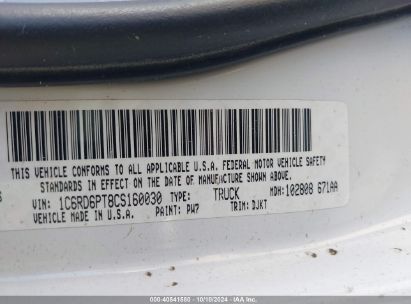 THIS VEHICLE CONFORMS TO ALL APPLICABLE U.S.A. FEDERAL MOTOR VEHICLE SAFETY
STANDARDS IN EFFECT ON THE DATE OF MANUFACTURE SHOWN ABOVE.
VIN: 1C6RD6PT8CS160030 TYPE: TRUCK MDH: 102808 671AA
VEHICLE MADE IN U.S.A. PAINT: PW7 TRIM: DJKT
000-40541580 - 10/10/2024 - IAAI